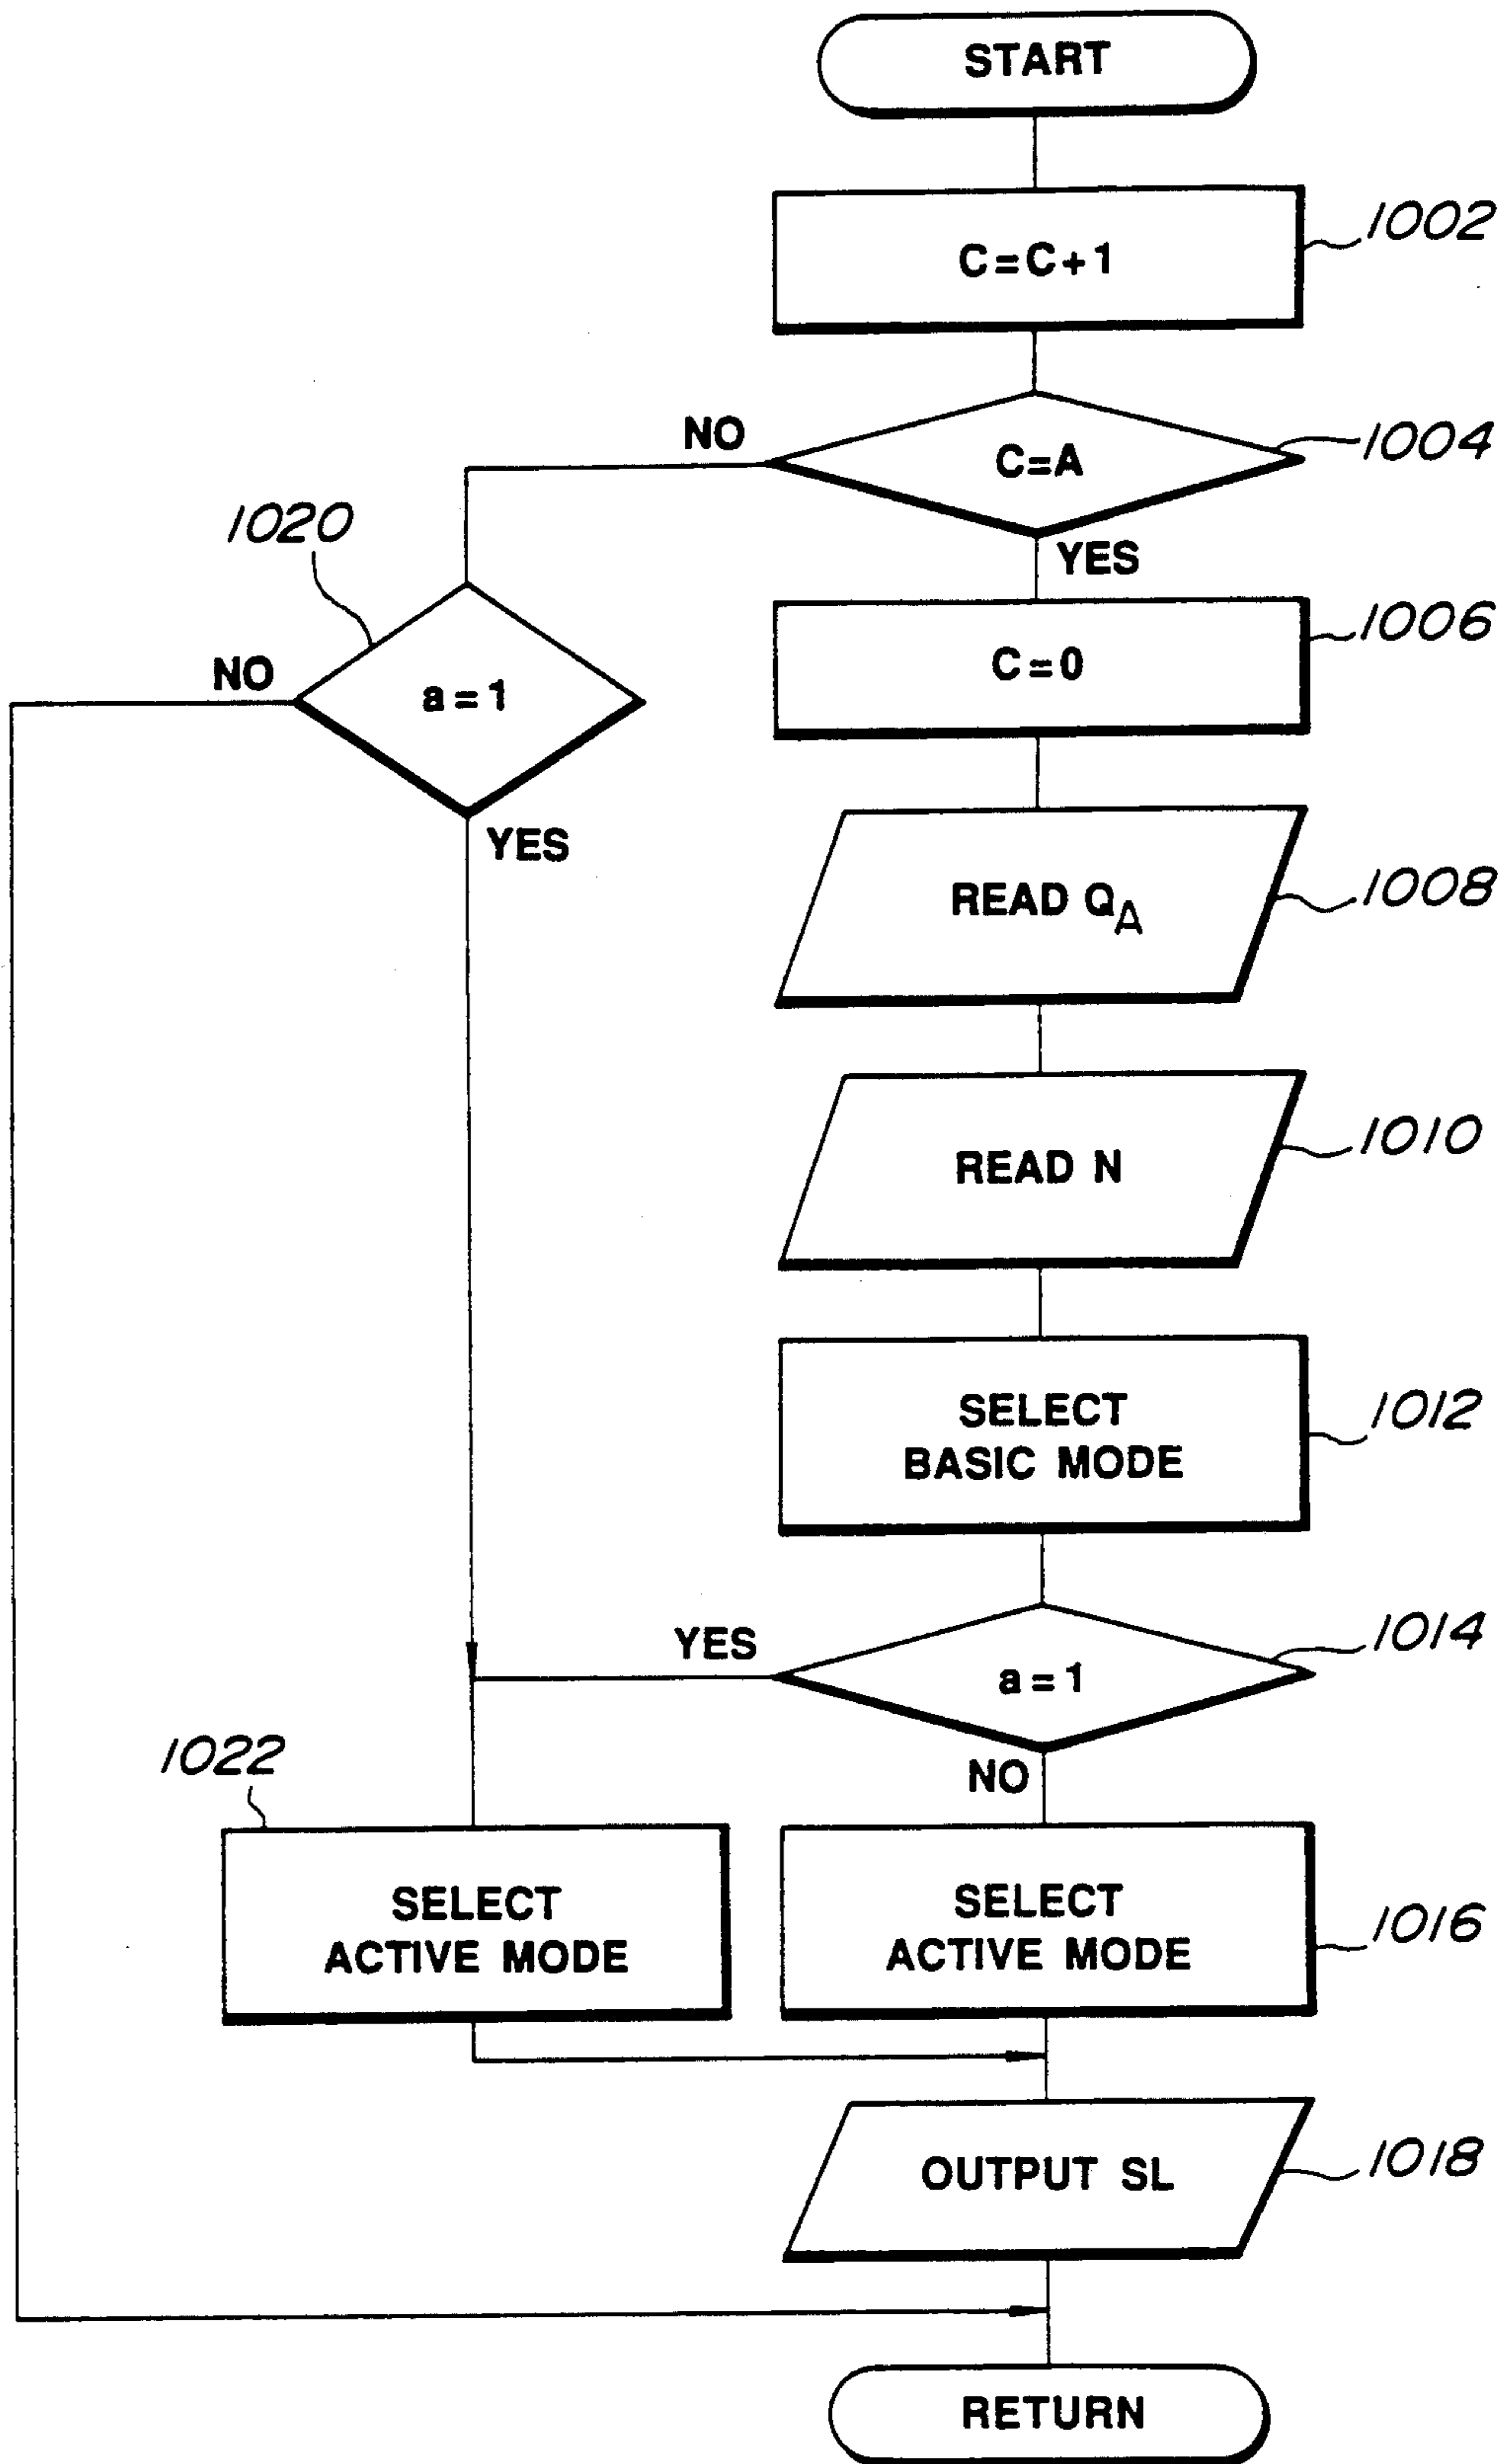 START
C=C+1
1002
NO
C=A
1004
YES
1020
C=0
1006
NO
a=1
YES
READ QA
1008
READ N
1010
SELECT
BASIC MODE
1012
YES
a=1
1014
NO
1022
SELECT
ACTIVE MODE
SELECT
ACTIVE MODE
1016
OUTPUT SL
1018
RETURN